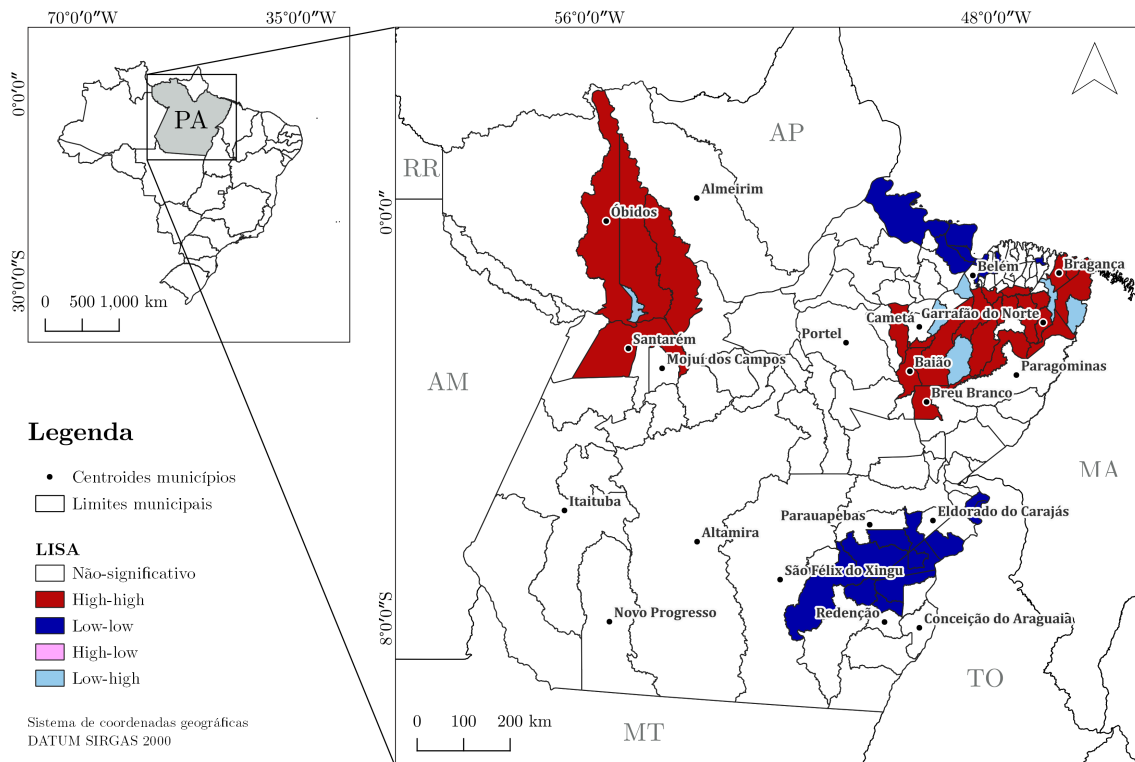 70°0′0″W
35°0′0″W
56°0′0″W
48°0′0″W
0°0′0″
30°0′0″S
PA
0
500
1,000 km
0°0′0″
8°0′0″S
RR
AP
AM
MA
TO
MT
Almeirim
Óbidos
Belém
Bragança
Cametá
Garrafão do Norte
Portel
Santarém
Mojuí dos Campos
Baião
Paragominas
Breu Branco
Itaituba
Parauapebas
Eldorado do Carajás
Altamira
São Félix do Xingu
Novo Progresso
Redenção
Conceição do Araguaiã
0
100
200 km
Legenda
Centroides municípios
Limites municipais
LISA
Não-significativo
High-high
Low-low
High-low
Low-high
Sistema de coordenadas geográficas
DATUM SIRGAS 2000